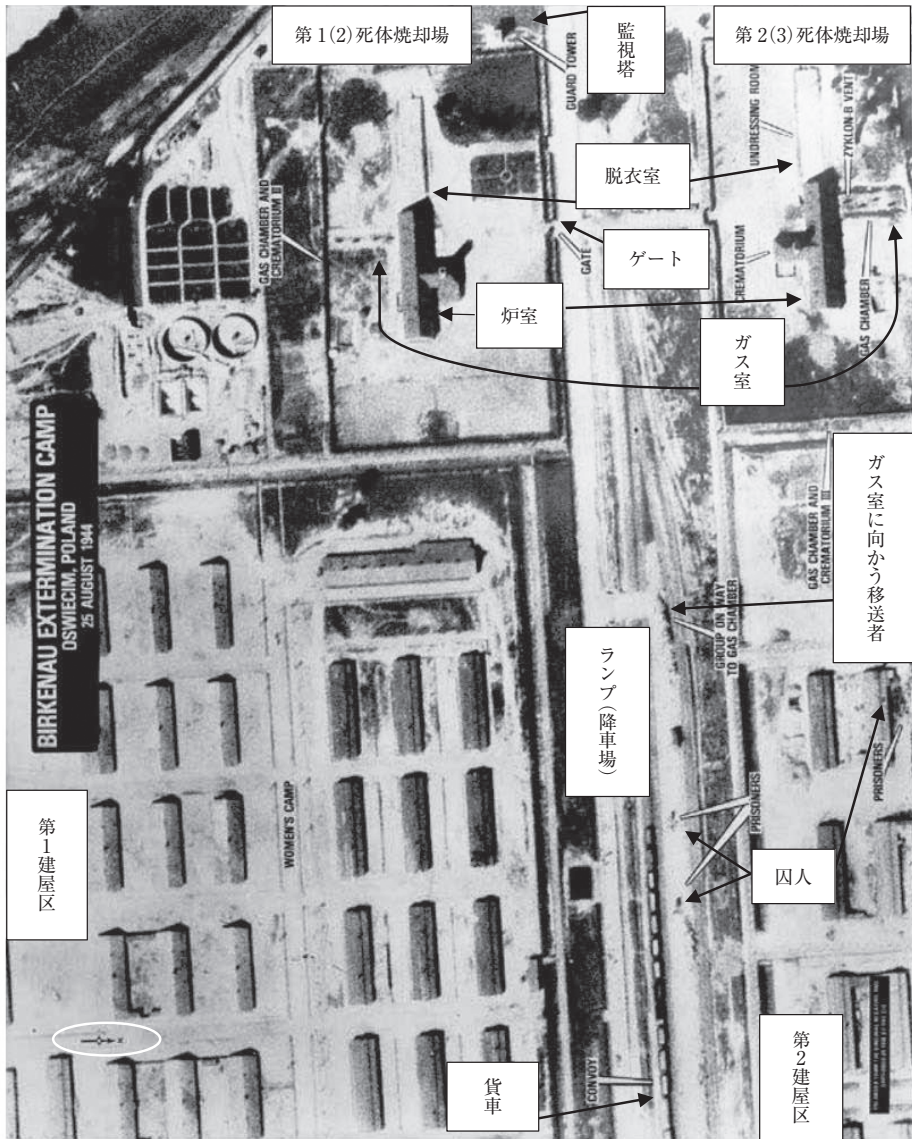 第1(2)死体焼却場
監視塔
第2(3)死体焼却場
GUARD TOWER
UNDRESSING ROOM
ZYKLON B VENT
脱衣室
GAS CHAMBER AND
CREMATORIUM II
ゲート
GATE
CREMATORIUM
炉室
ガス室
GAS CHAMBER
BIRKENAU EXTERMINATION CAMP
OSWIECIM, POLAND
25 AUGUST 1944
ガス室に向かう移送者
GAS CHAMBER AND
CREMATORIUM III
GROUP ON WAY
TO GAS CHAMBER
ランプ(降車場)
PRISONERS
PRISONERS
第1建屋区
WOMEN'S CAMP
囚人
第2建屋区
貨車
CONVOY